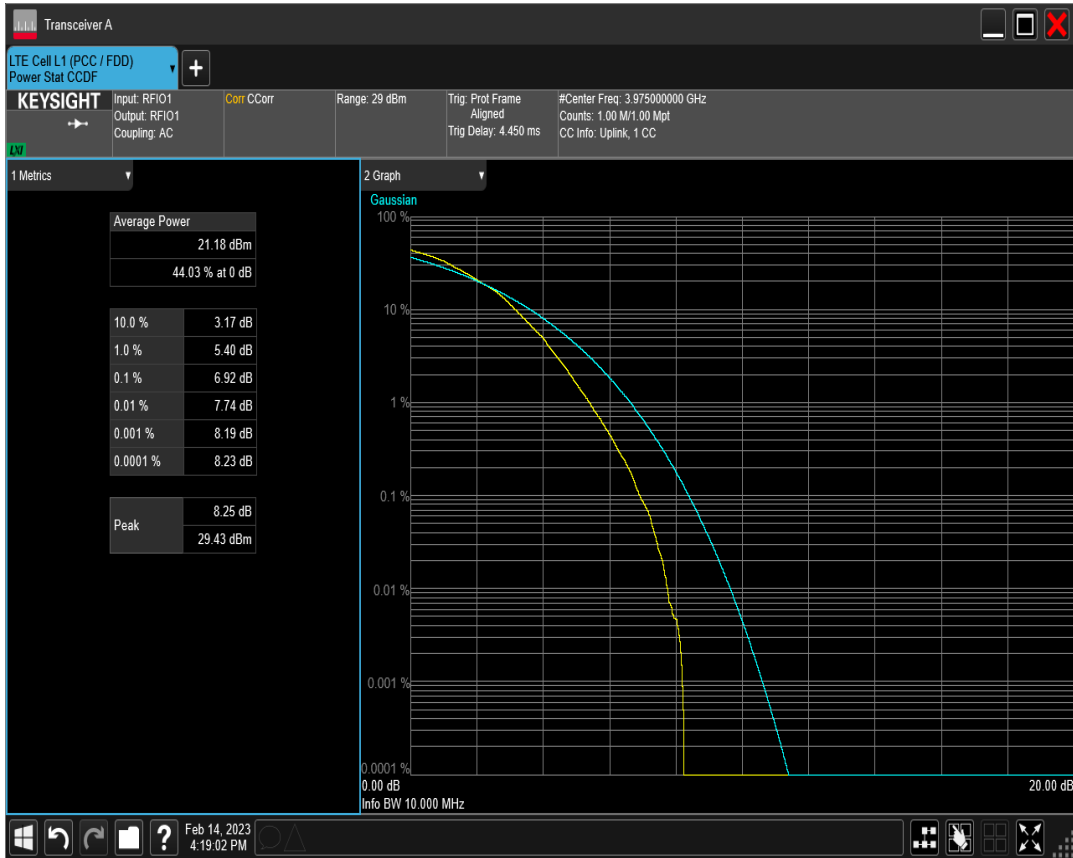 Transceiver A
LTE Cell L1 (PCC / FDD)
Power Stat CCDF
+
KEYSIGHT
LXI
Input: RFIO1
Output: RFIO1
Coupling: AC
Corr CCorr
Range: 29 dBm
Trig: Prot Frame
Aligned
Trig Delay: 4.450 ms
#Center Freq: 3.975000000 GHz
Counts: 1.00 M/1.00 Mpt
CC Info: Uplink, 1 CC
1 Metrics
Average Power
21.18 dBm
44.03 % at 0 dB
10.0 % 3.17 dB
1.0 % 5.40 dB
0.1 % 6.92 dB
0.01 % 7.74 dB
0.001 % 8.19 dB
0.0001 % 8.23 dB
Peak
8.25 dB
29.43 dBm
2 Graph
Gaussian
100 %
10 %
1 %
0.1 %
0.01 %
0.001 %
0.0001 %
0.00 dB
20.00 dB
Info BW 10.000 MHz
?
Feb 14, 2023
4:19:02 PM